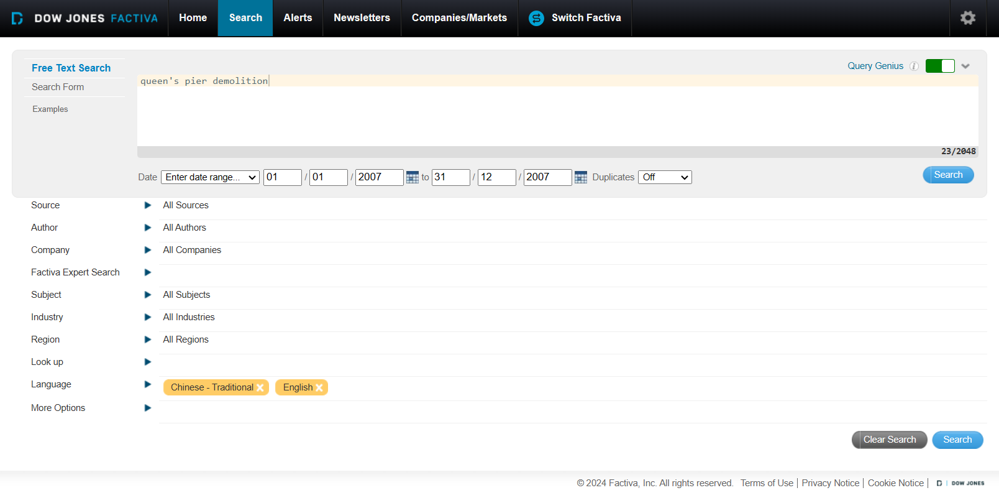 DOW JONES FACTIVA Home Search Alerts Newsletters Companies/Markets Switch Factiva
Free Text Search
Query Genius i
queen's pier demolition
Search Form
Examples
23/2048
Date Enter date range... 01 / 01 / 2007 to 31 / 12 / 2007 Duplicates Off Search
Source All Sources
Author All Authors
Company All Companies
Factiva Expert Search
Subject All Subjects
Industry All Industries
Region All Regions
Look up
Language Chinese - Traditional English
More Options
Clear Search Search
© 2024 Factiva, Inc. All rights reserved. Terms of Use | Privacy Notice | Cookie Notice | DOW JONES